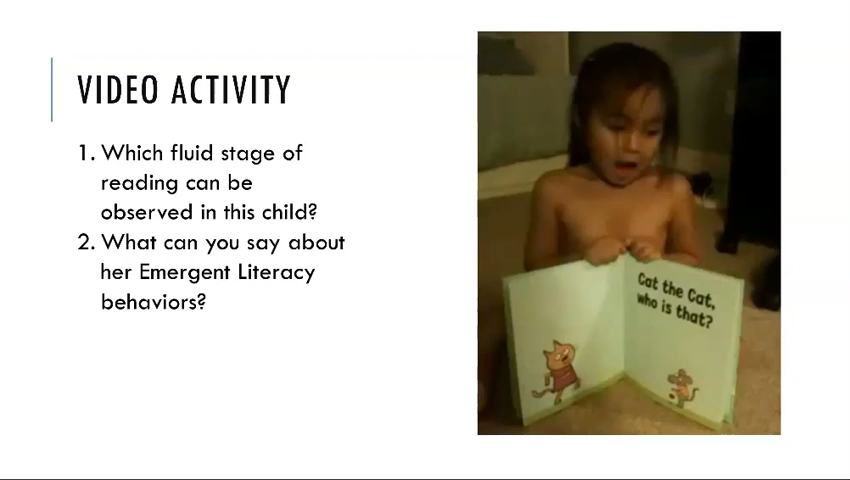 VIDEO ACTIVITY
1. Which fluid stage of
reading can be
observed in this child?
2. What can you say about
her Emergent Literacy
behaviors?
Cat the Cat,
who is that?